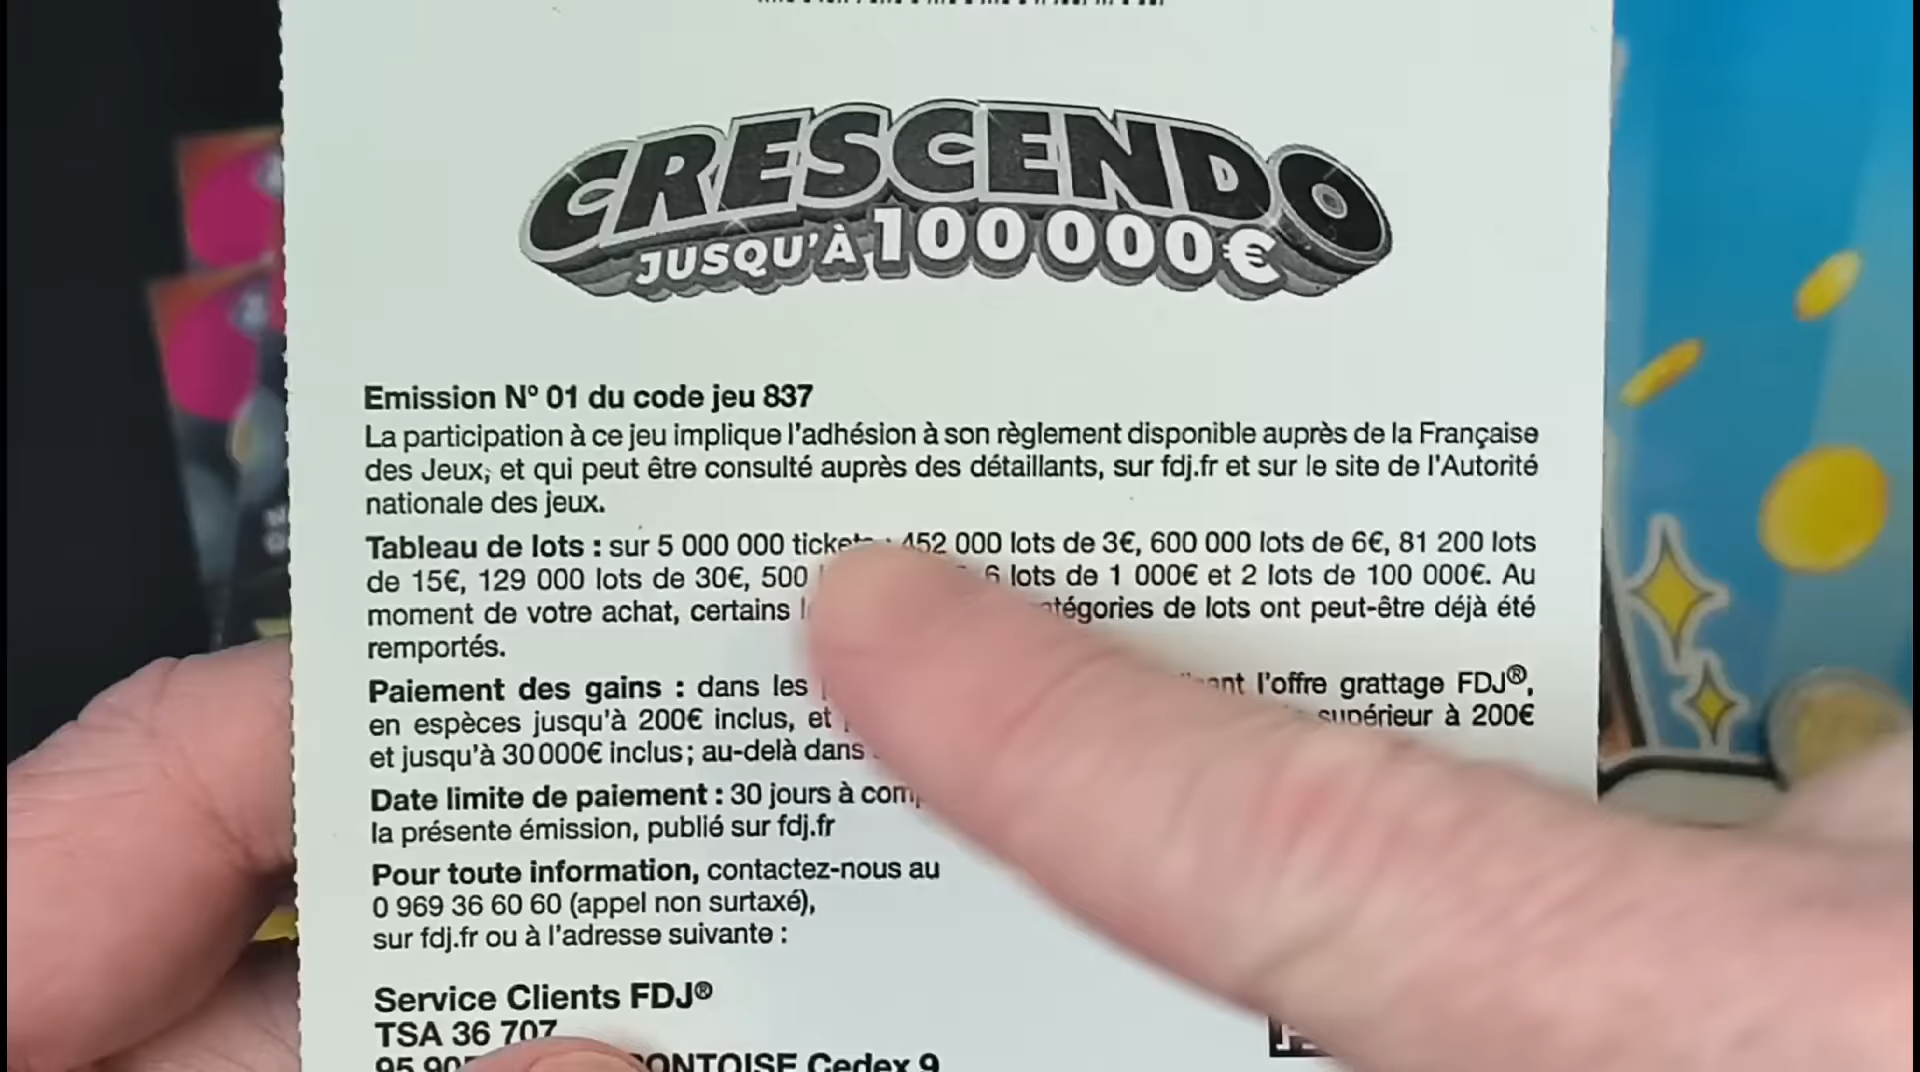 CRESCENDO
JUSQU'À 100 000€
Emission N° 01 du code jeu 837
La participation à ce jeu implique l'adhésion à son règlement disponible auprès de la Française
des Jeux, et qui peut être consulté auprès des détaillants, sur fdj.fr et sur le site de l'Autorité
nationale des jeux.
Tableau de lots : sur 5 000 000 tickets : 452 000 lots de 3€, 600 000 lots de 6€, 81 200 lots
de 15€, 129 000 lots de 30€, 500 6 lots de 1 000€ et 2 lots de 100 000€. Au
moment de votre achat, certains catégories de lots ont peut-être déjà été
remportés.
Paiement des gains : dans les l'offre grattage FDJ®,
en espèces jusqu'à 200€ inclus, et supérieur à 200€
et jusqu'à 30 000€ inclus ; au-delà dans
Date limite de paiement : 30 jours à
la présente émission, publié sur fdj.fr
Pour toute information, contactez-nous au
0 969 36 60 60 (appel non surtaxé),
sur fdj.fr ou à l'adresse suivante :
Service Clients FDJ®
TSA 36 707
Cedex 9